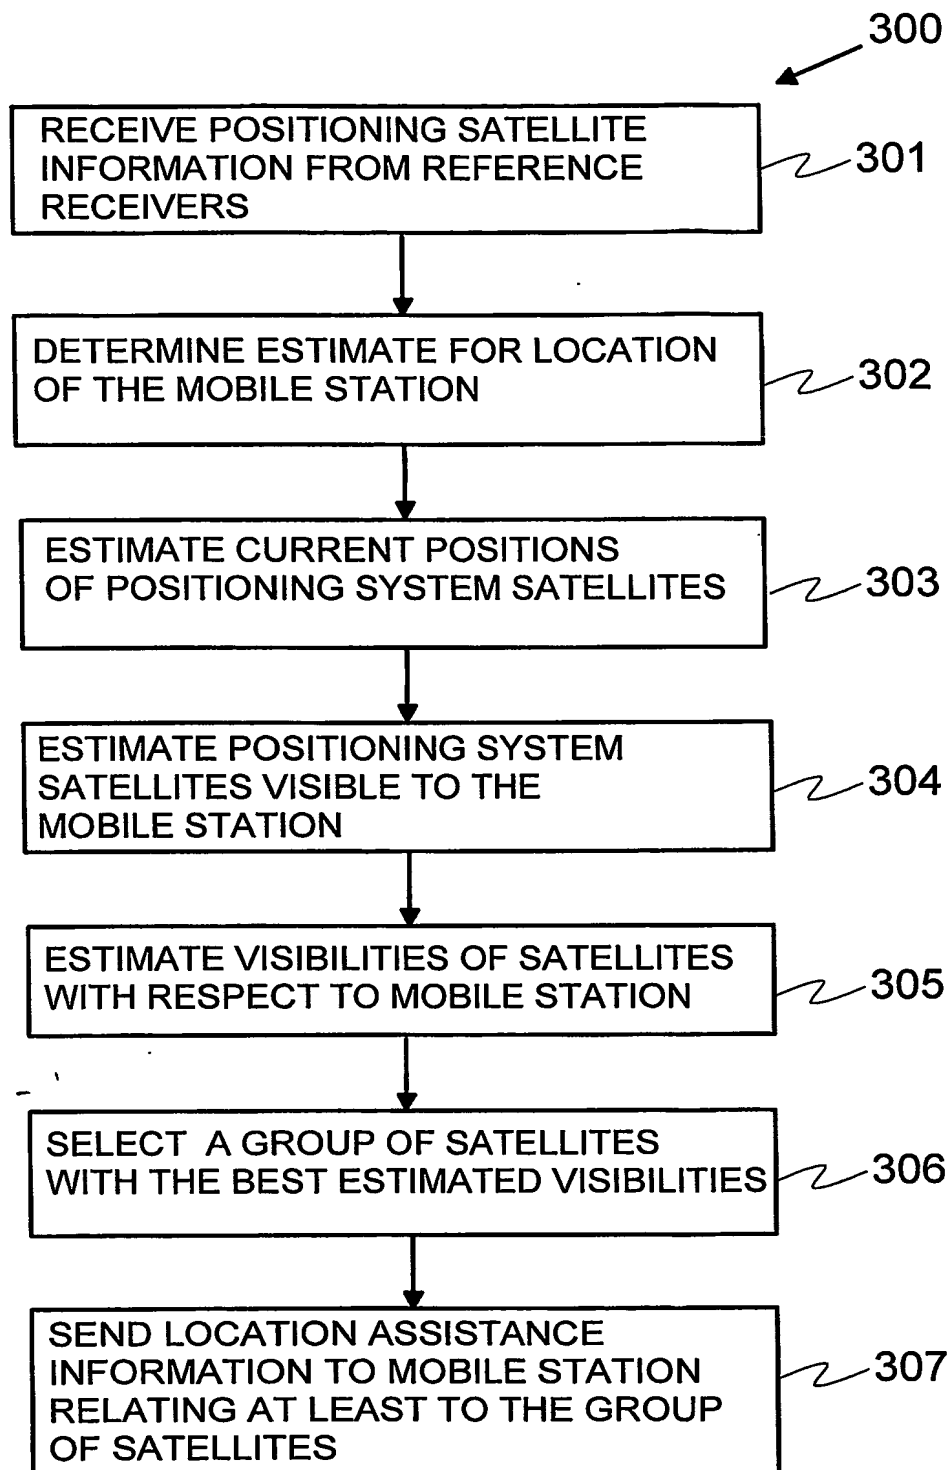 300
RECEIVE POSITIONING SATELLITE
INFORMATION FROM REFERENCE
RECEIVERS
301
DETERMINE ESTIMATE FOR LOCATION
OF THE MOBILE STATION
302
ESTIMATE CURRENT POSITIONS
OF POSITIONING SYSTEM SATELLITES
303
ESTIMATE POSITIONING SYSTEM
SATELLITES VISIBLE TO THE
MOBILE STATION
304
ESTIMATE VISIBILITIES OF SATELLITES
WITH RESPECT TO MOBILE STATION
305
SELECT A GROUP OF SATELLITES
WITH THE BEST ESTIMATED VISIBILITIES
306
SEND LOCATION ASSISTANCE
INFORMATION TO MOBILE STATION
RELATING AT LEAST TO THE GROUP
OF SATELLITES
307